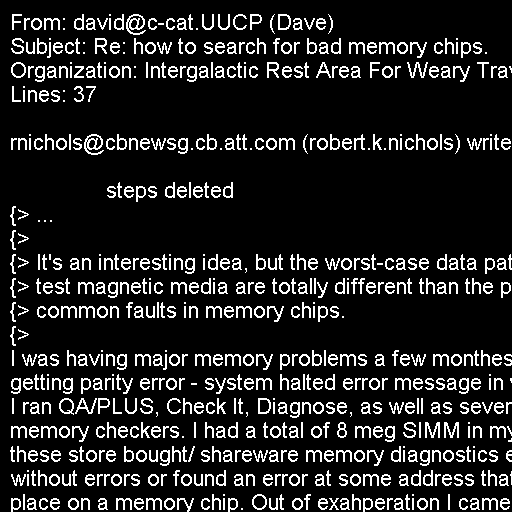 From: david@c-cat.UUCP (Dave)
Subject: Re: how to search for bad memory chips.
Organization: Intergalactic Rest Area For Weary Trav
Lines: 37
rnichols@cbnewsg.cb.att.com (robert.k.nichols) write
steps deleted
{> ...
{>
{> It's an interesting idea, but the worst-case data pat
{> test magnetic media are totally different than the p
{> common faults in memory chips.
{>
I was having major memory problems a few monthes
getting parity error - system halted error message in
I ran QA/PLUS, Check It, Diagnose, as well as sever
memory checkers. I had a total of 8 meg SIMM in my
these store bought/ shareware memory diagnostics e
without errors or found an error at some address that
place on a memory chip. Out of exahperation I came